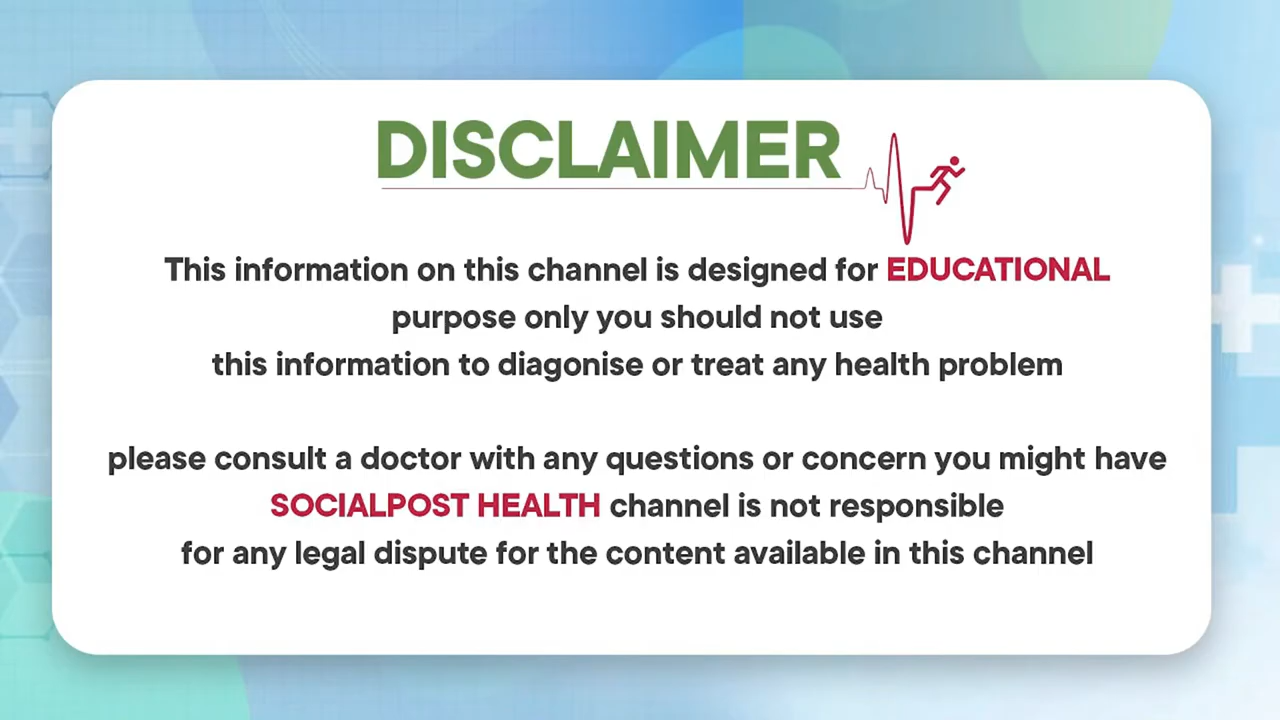 DISCLAIMER
This information on this channel is designed for EDUCATIONAL
purpose only you should not use
this information to diagonise or treat any health problem
please consult a doctor with any questions or concern you might have
SOCIALPOST HEALTH channel is not responsible
for any legal dispute for the content available in this channel